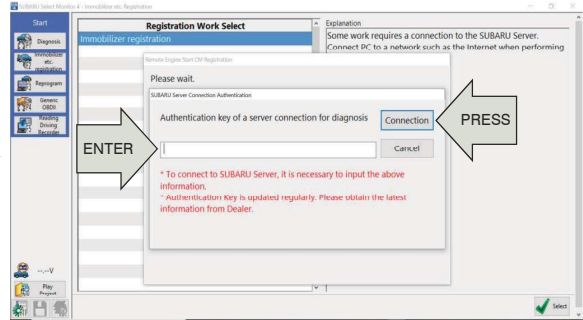 SUBARU Select Monitor 4 - Immobilizer etc. Registration
Start
Diagnosis
Immobilizer
etc.
registration
Reprogram
Generic
OBDII
Reading
Driving
Recorder
--.--V
Play
Project
Registration Work Select
Immobilizer registration
Explanation
Some work requires a connection to the SUBARU Server.
Connect PC to a network such as the Internet when performing
Remote Engine Start CM Registration
Please wait.
SUBARU Server Connection Authentication
Authentication key of a server connection for diagnosis
Connection
Cancel
* To connect to SUBARU Server, it is necessary to input the above
information.
* Authentication Key is updated regularly. Please obtain the latest
information from Dealer.
ENTER
PRESS
Select